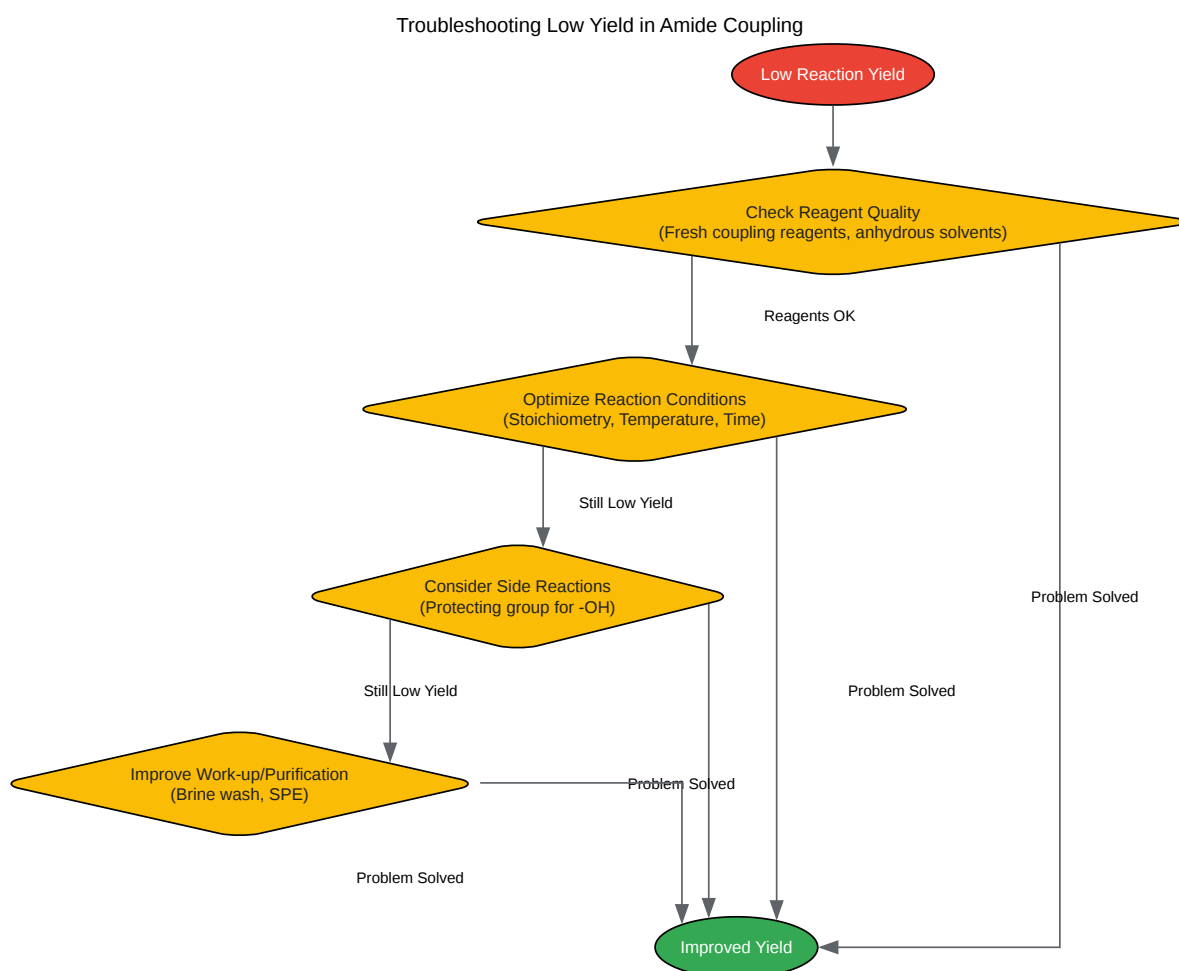 Troubleshooting Low Yield in Amide Coupling
Low Reaction Yield
Check Reagent Quality
(Fresh coupling reagents, anhydrous solvents)
Reagents OK
Optimize Reaction Conditions
(Stoichiometry, Temperature, Time)
Still Low Yield
Consider Side Reactions
(Protecting group for -OH)
Problem Solved
Still Low Yield
Problem Solved
Improve Work-up/Purification
(Brine wash, SPE)
Problem Solved
Problem Solved
Improved Yield